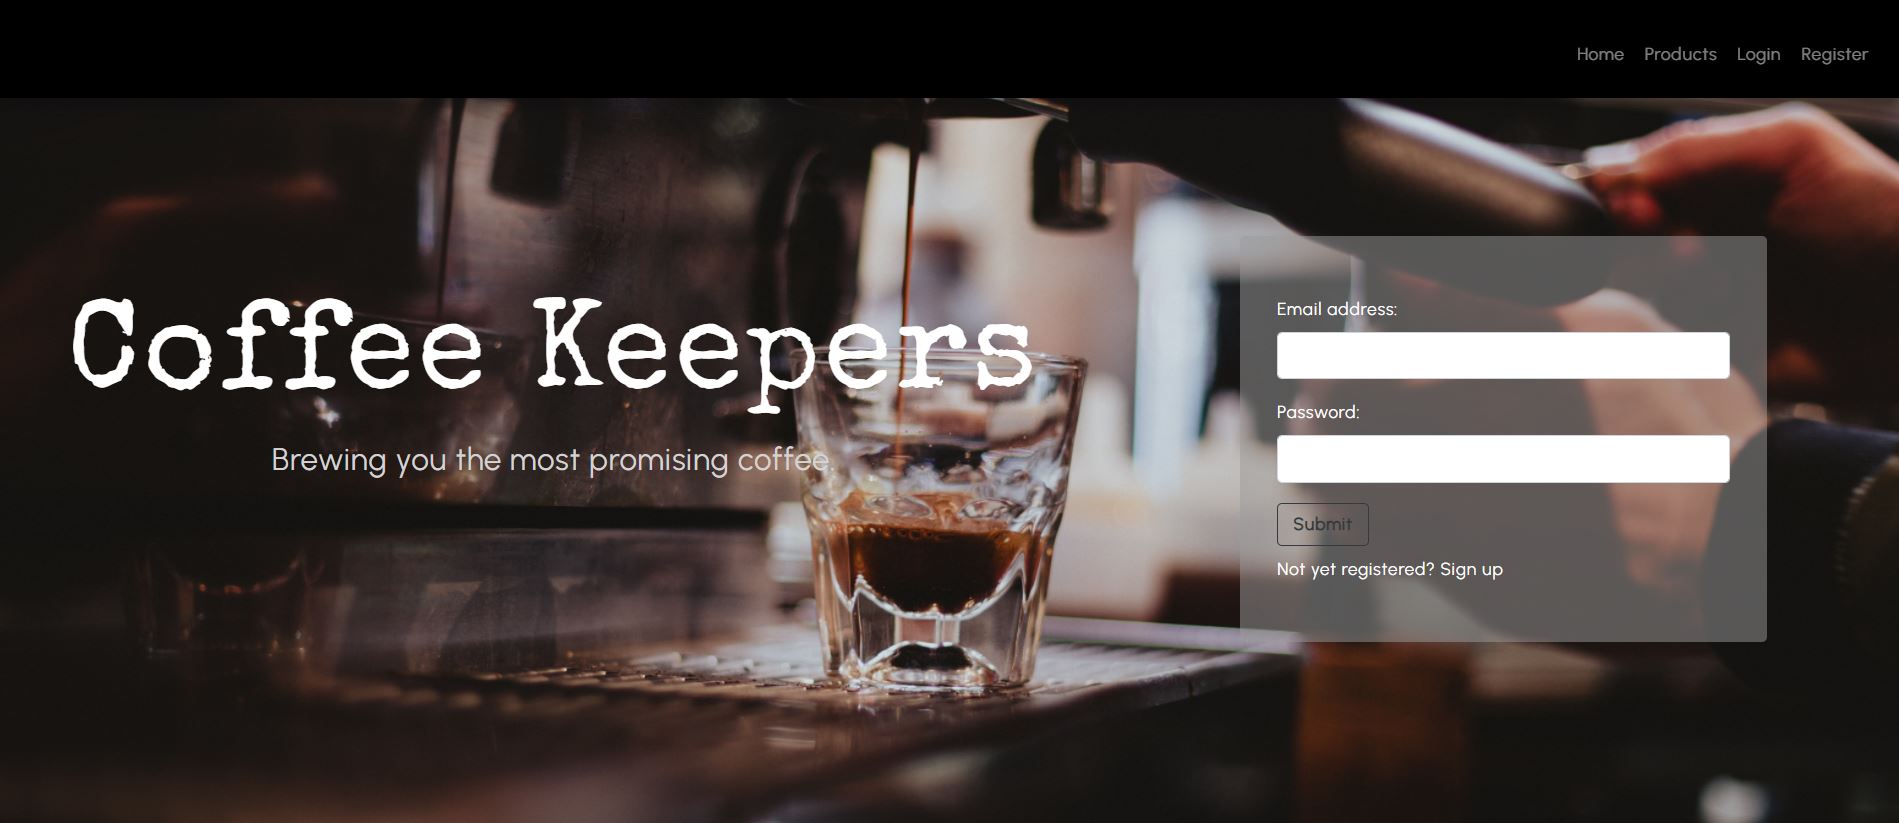 Home Products Login Register
Coffee Keepers
Brewing you the most promising coffee.
Email address:
Password:
Submit
Not yet registered? Sign up